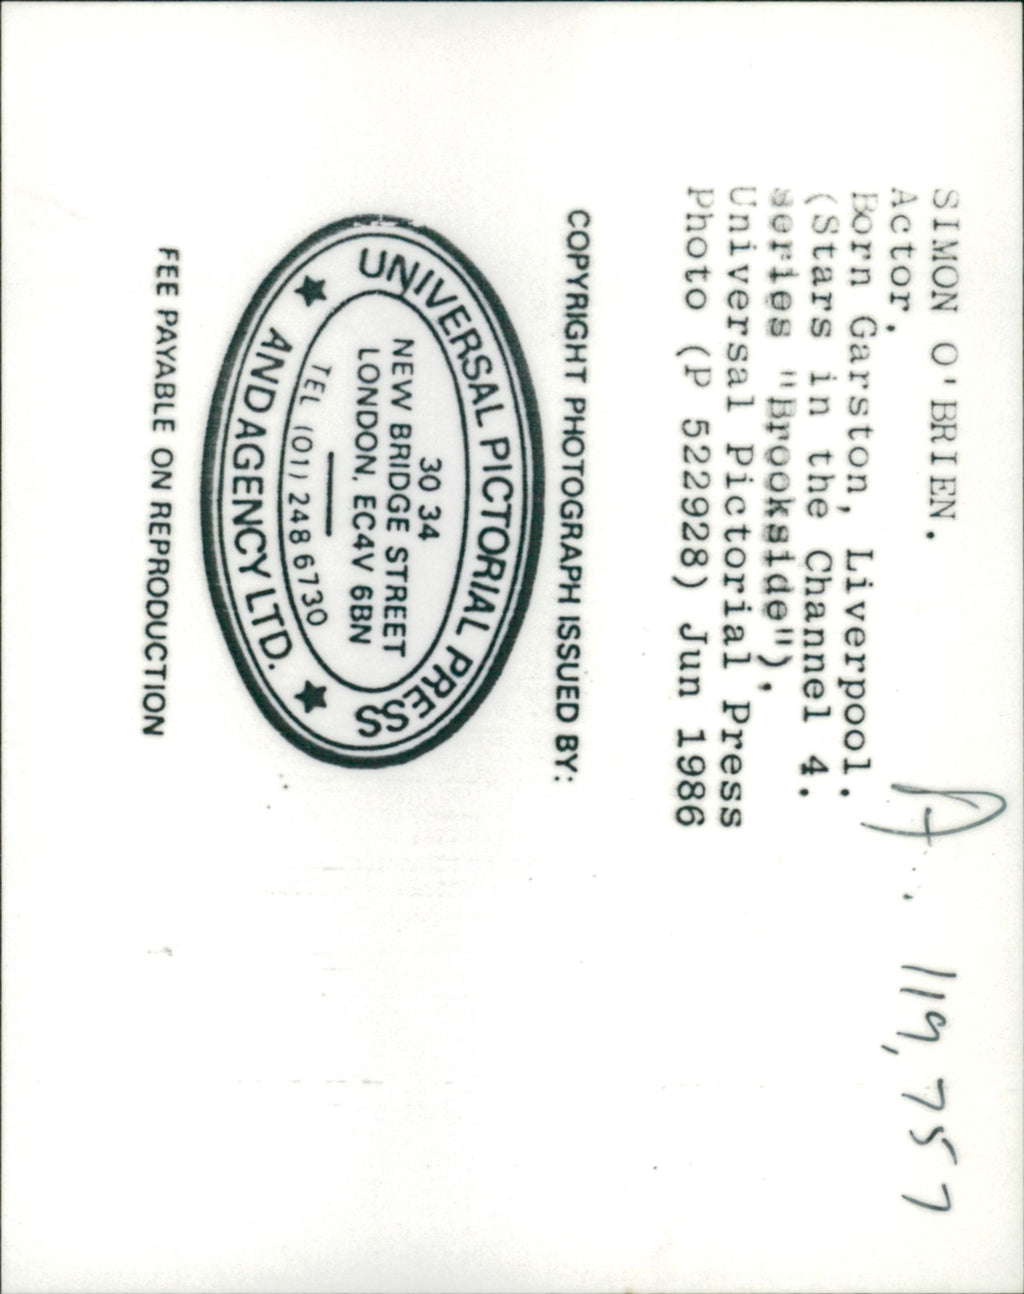 SIMON O'BRIEN.
Actor.
Born Garston, Liverpool.
(Stars in the Channel 4.
series "Brookside").
Universal Pictorial Press
Photo (P 522928) Jun 1986
A. 119,757
COPYRIGHT PHOTOGRAPH ISSUED BY:
UNIVERSAL PICTORIAL PRESS
30 34
NEW BRIDGE STREET
LONDON, EC4V 6BN
TEL (01) 248 6730
AND AGENCY LTD.
FEE PAYABLE ON REPRODUCTION